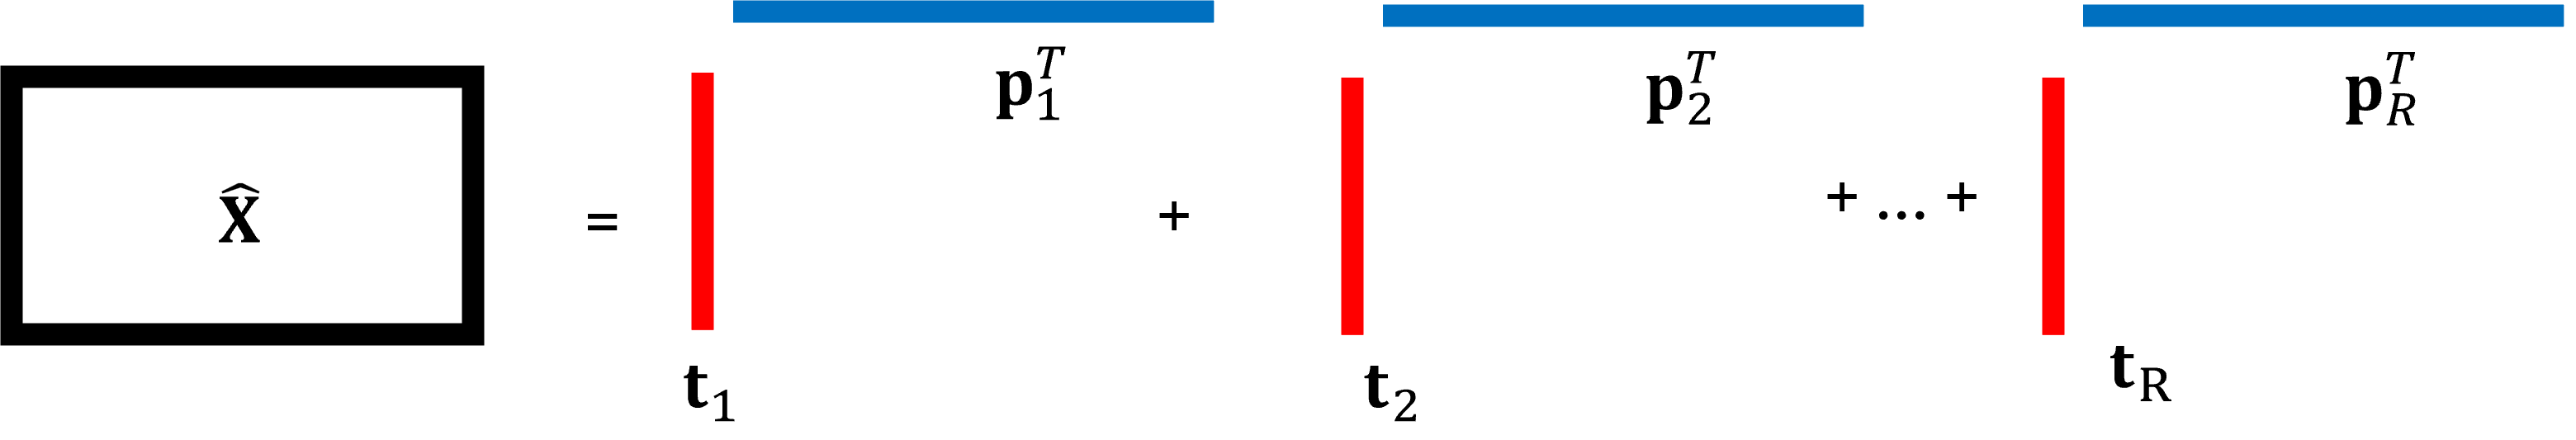 𝐱̂ = 𝐭₁ 𝐩₁ᵀ + 𝐭₂ 𝐩₂ᵀ + … + 𝐭_R 𝐩_Rᵀ